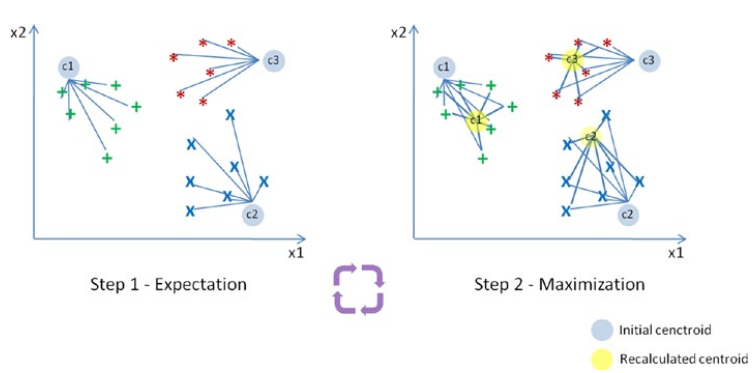 x2
c1
c3
c2
x1
Step 1 - Expectation
x2
c1
c3
c3
c1
c2
c2
x1
Step 2 - Maximization
Initial cenctroid
Recalculated centroid